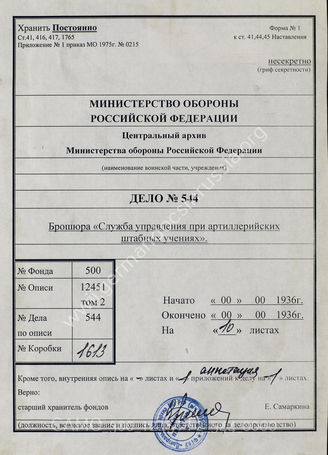 Хранить Постоянно
Ст.41, 416, 417, 1765
Приложение № 1 приказ МО 1975г. № 0215
Форма № 1
к ст. 41,44,45 Наставления
несекретно
(гриф секретности)
МИНИСТЕРСТВО ОБОРОНЫ
РОССИЙСКОЙ ФЕДЕРАЦИИ
Центральный архив
Министерства обороны Российской Федерации
(наименование воинской части, учреждения)
ДЕЛО № 544
Брошюра «Служба управления при артиллерийских
штабных учениях».
№ Фонда 500
№ Описи 12451
том 2
№ Дела 544
по описи
№ Коробки 1613
Начато « 00 » 00 1936г.
Окончено « 00 » 00 1936г.
На «10» листах
аннотация
Кроме того, внутренняя опись на « » листах и « » приложений к делу на « » листах.
Верно:
старший хранитель фондов Е. Самаркина
(должность, воинское звание и подпись лица, ответственного за делопроизводство)